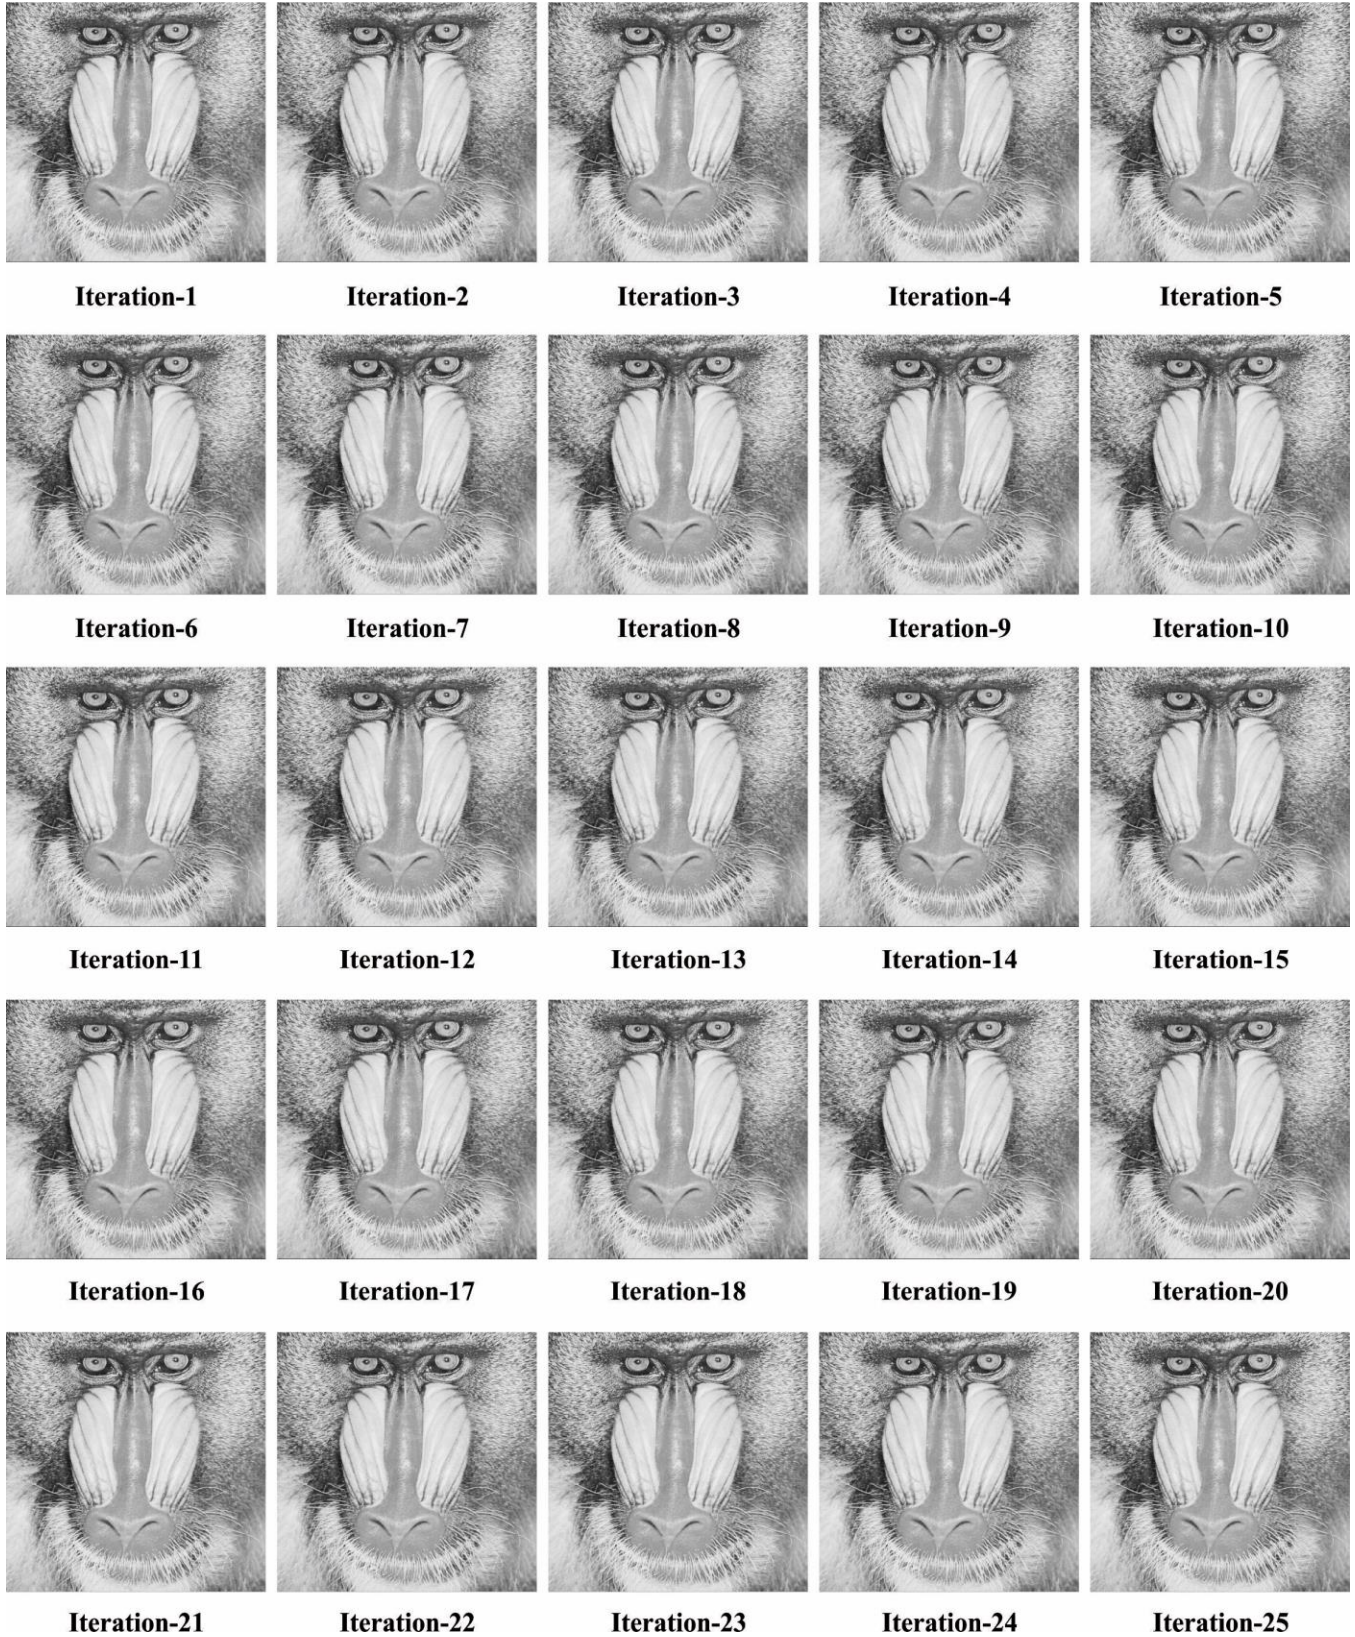 Iteration-1 Iteration-2 Iteration-3 Iteration-4 Iteration-5
Iteration-6 Iteration-7 Iteration-8 Iteration-9 Iteration-10
Iteration-11 Iteration-12 Iteration-13 Iteration-14 Iteration-15
Iteration-16 Iteration-17 Iteration-18 Iteration-19 Iteration-20
Iteration-21 Iteration-22 Iteration-23 Iteration-24 Iteration-25